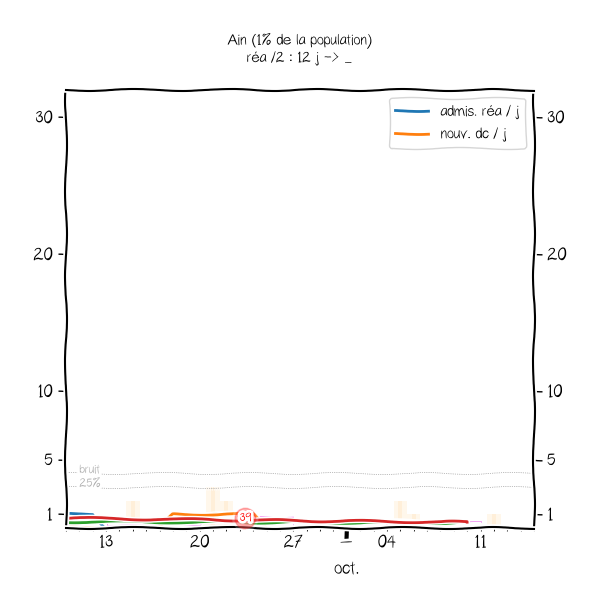 Ain (1% de la population)
réa /2 : 12 j -> _
admis. réa / j
nouv. dc / j
30
30
20
20
10
10
5
5
bruit
25%
1
1
39
13
20
27
04
11
oct.